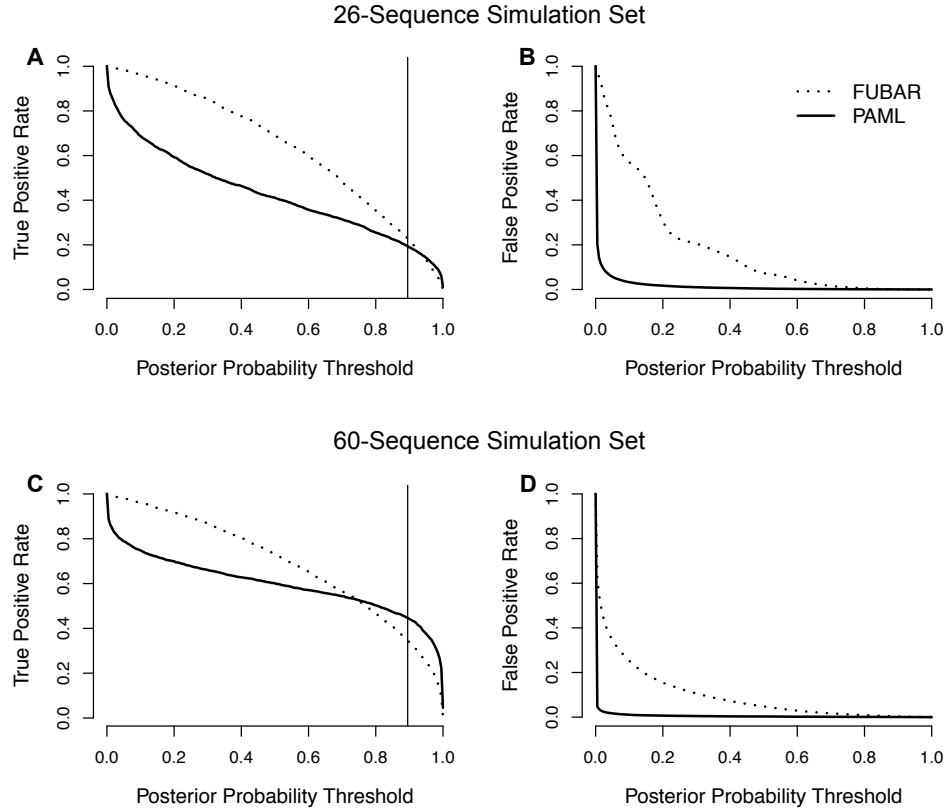 26-Sequence Simulation Set
A
True Positive Rate
0.0 0.2 0.4 0.6 0.8 1.0
0.0 0.2 0.4 0.6 0.8 1.0
Posterior Probability Threshold
B
FUBAR
PAML
False Positive Rate
0.0 0.2 0.4 0.6 0.8 1.0
0.0 0.2 0.4 0.6 0.8 1.0
Posterior Probability Threshold
60-Sequence Simulation Set
C
True Positive Rate
0.0 0.2 0.4 0.6 0.8 1.0
0.0 0.2 0.4 0.6 0.8 1.0
Posterior Probability Threshold
D
False Positive Rate
0.0 0.2 0.4 0.6 0.8 1.0
0.0 0.2 0.4 0.6 0.8 1.0
Posterior Probability Threshold